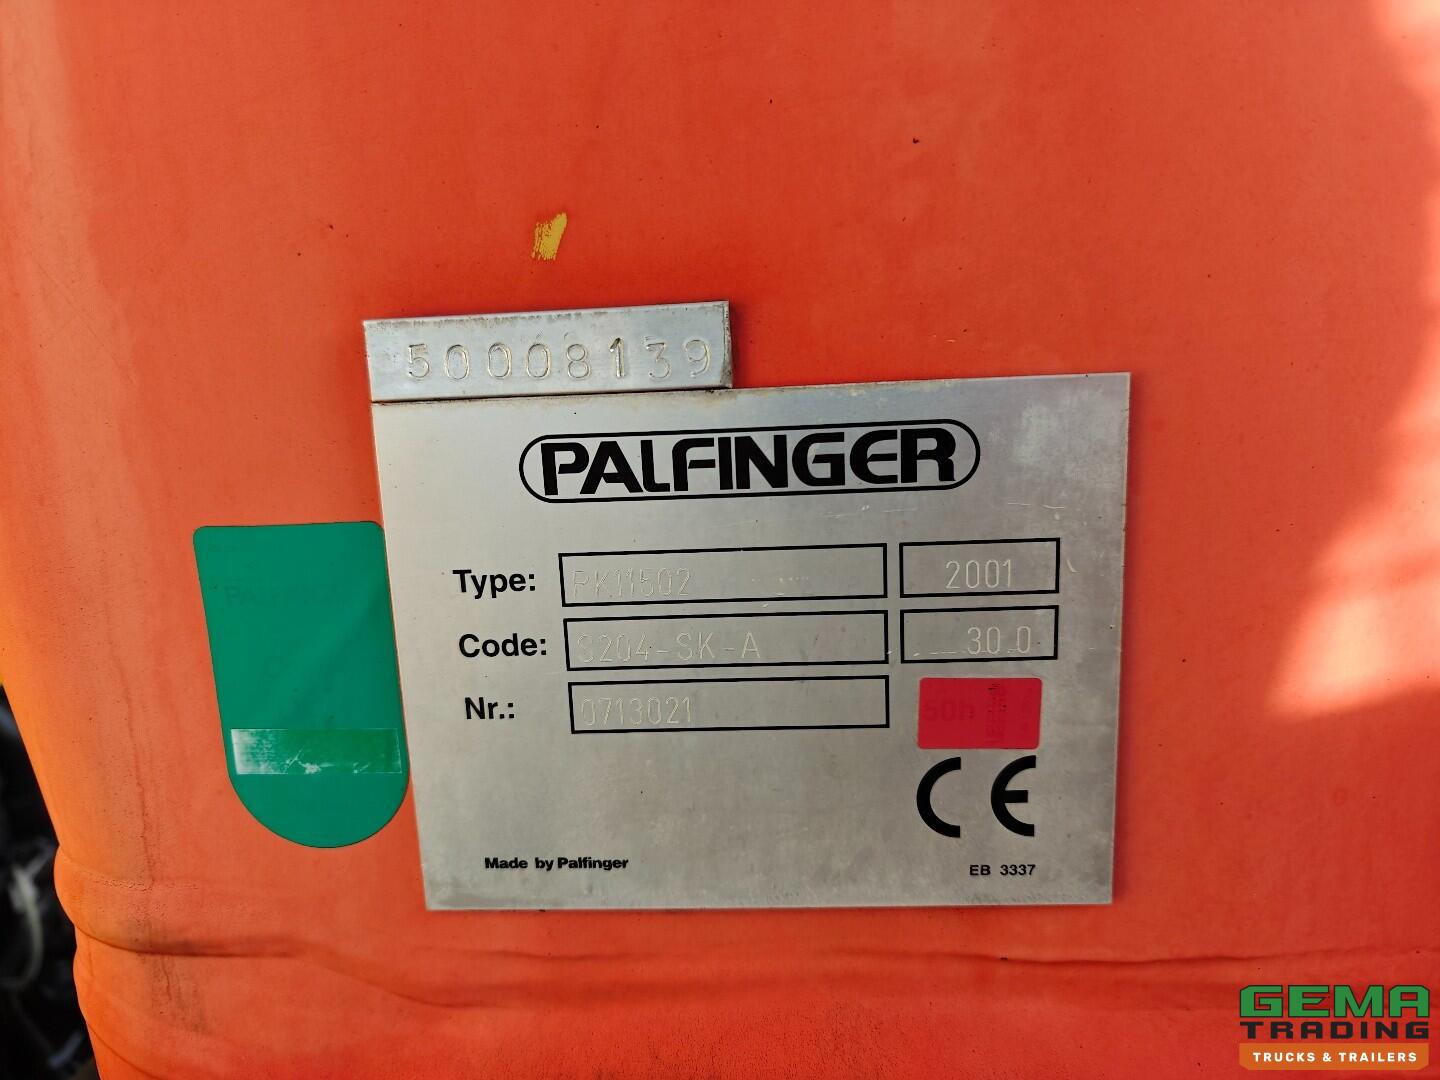 50008139
PALFINGER
Type: PK11502 2001
Code: S204-SK-A 30.0
Nr.: 0713021
50h
CE
Made by Palfinger
EB 3337
PALFINGER
GEMA
TRADING
TRUCKS & TRAILERS